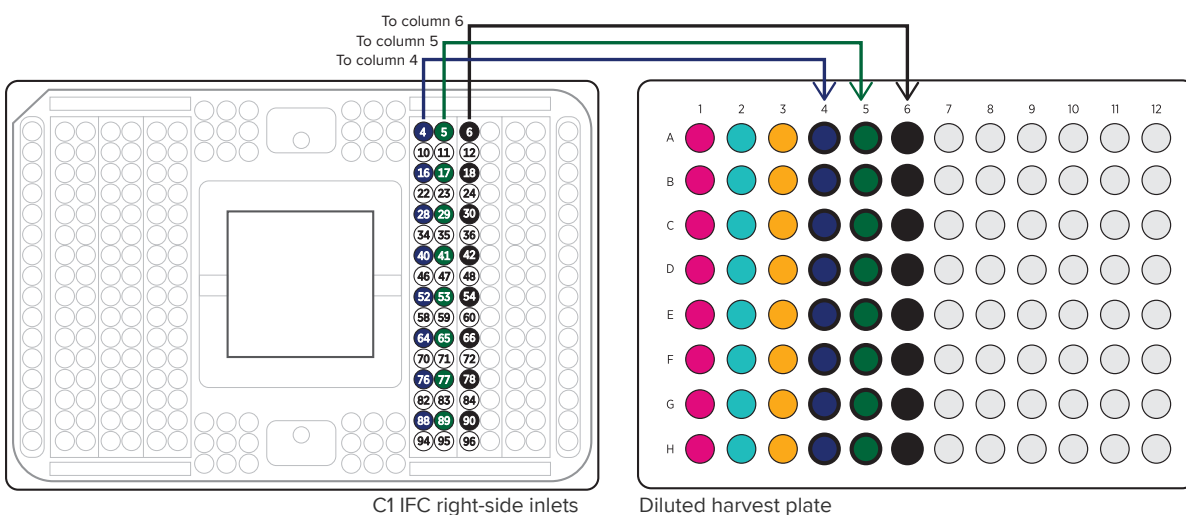 To column 6
To column 5
To column 4
4 5 6
10 11 12
16 17 18
22 23 24
28 29 30
34 35 36
40 41 42
46 47 48
52 53 54
58 59 60
64 65 66
70 71 72
76 77 78
82 83 84
88 89 90
94 95 96
C1 IFC right-side inlets
1 2 3 4 5 6 7 8 9 10 11 12
A
B
C
D
E
F
G
H
Diluted harvest plate